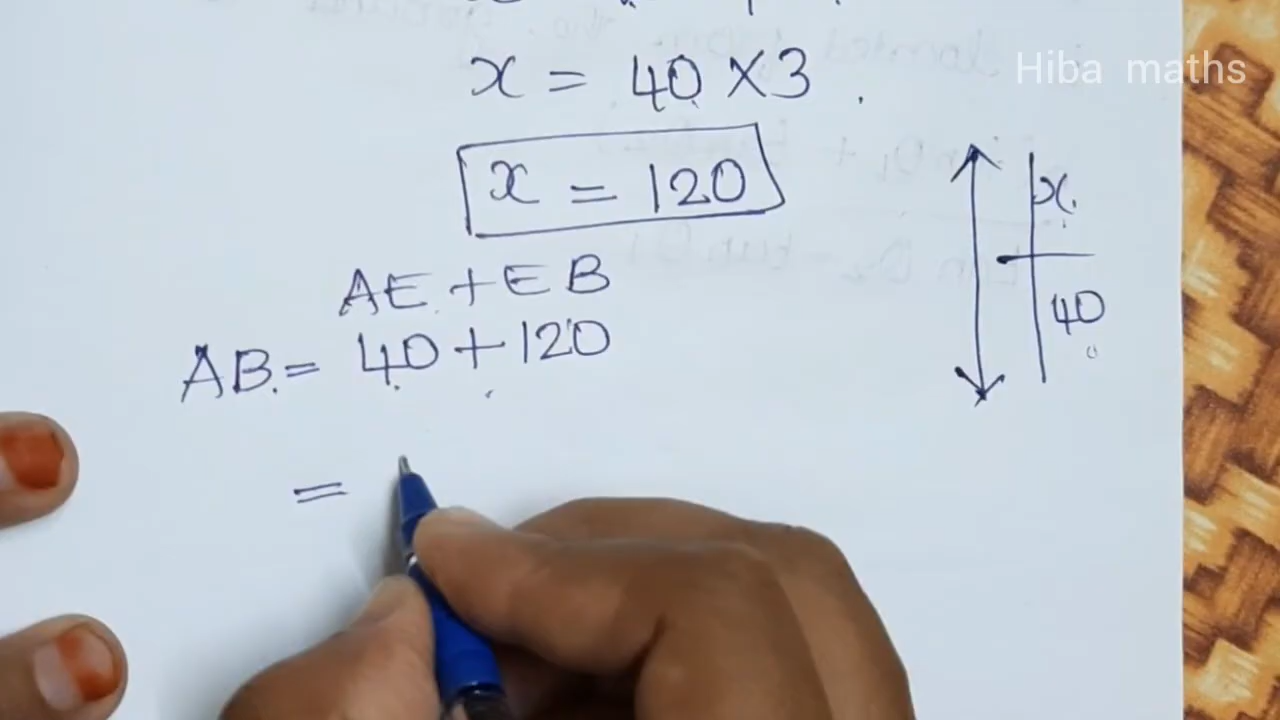 x = 40 × 3
Hiba maths
x = 120
x
AE + EB
40
AB = 40 + 120
=